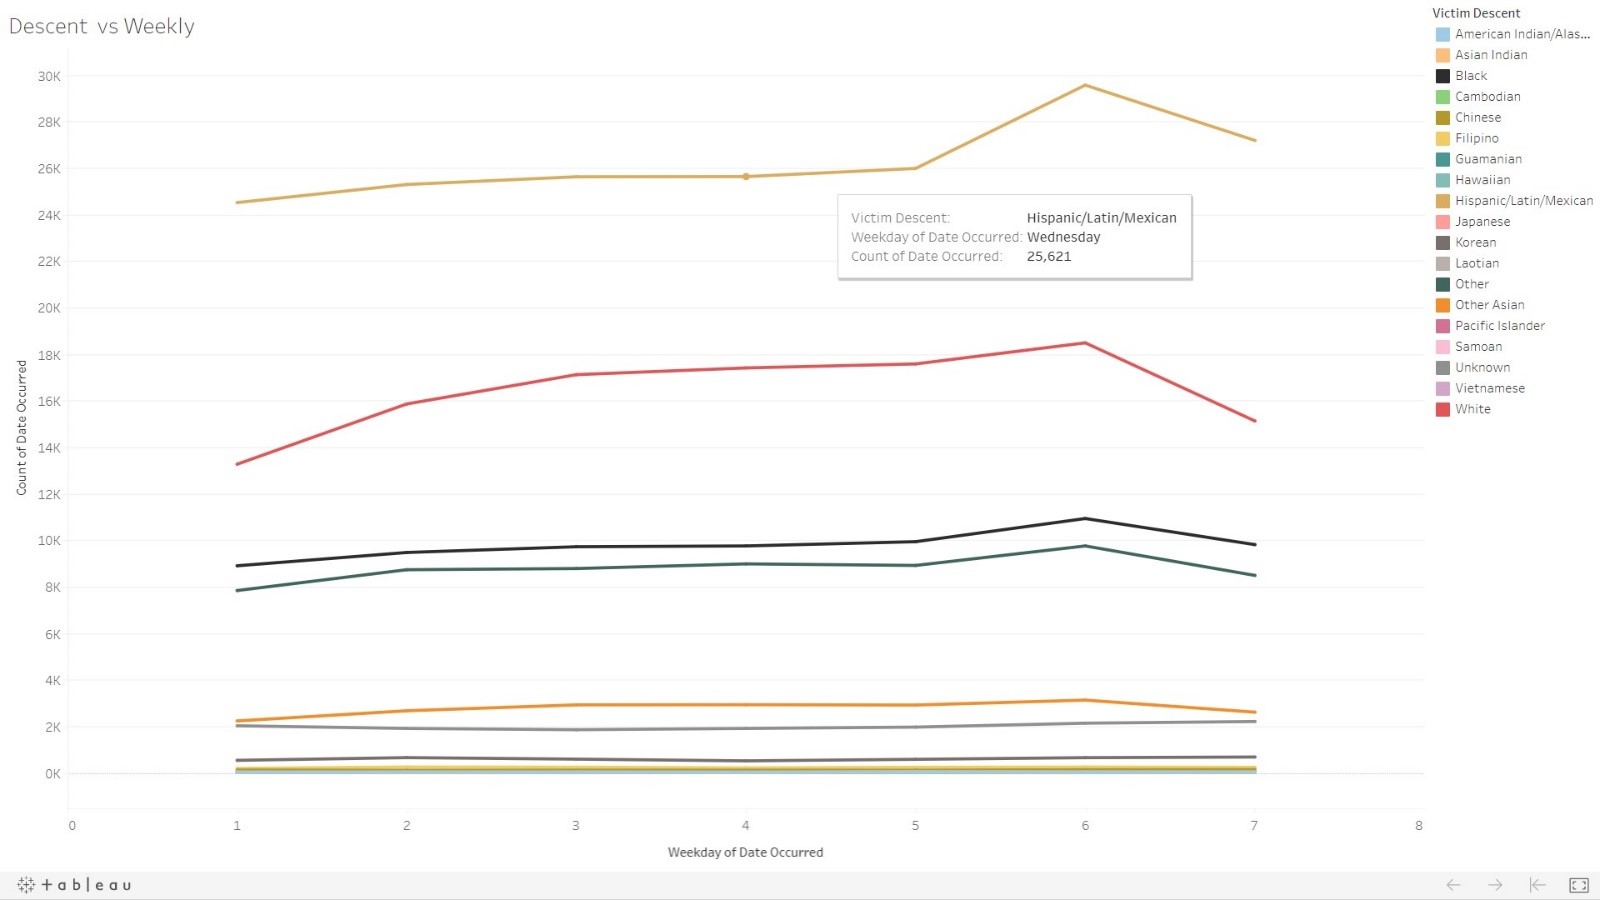 Descent vs Weekly
30K
28K
26K
24K
22K
20K
18K
16K
14K
12K
10K
8K
6K
4K
2K
0K
Count of Date Occurred
0 1 2 3 4 5 6 7 8
Weekday of Date Occurred
Victim Descent: Hispanic/Latin/Mexican
Weekday of Date Occurred: Wednesday
Count of Date Occurred: 25,621
Victim Descent
American Indian/Alas...
Asian Indian
Black
Cambodian
Chinese
Filipino
Guamanian
Hawaiian
Hispanic/Latin/Mexican
Japanese
Korean
Laotian
Other
Other Asian
Pacific Islander
Samoan
Unknown
Vietnamese
White
tableau